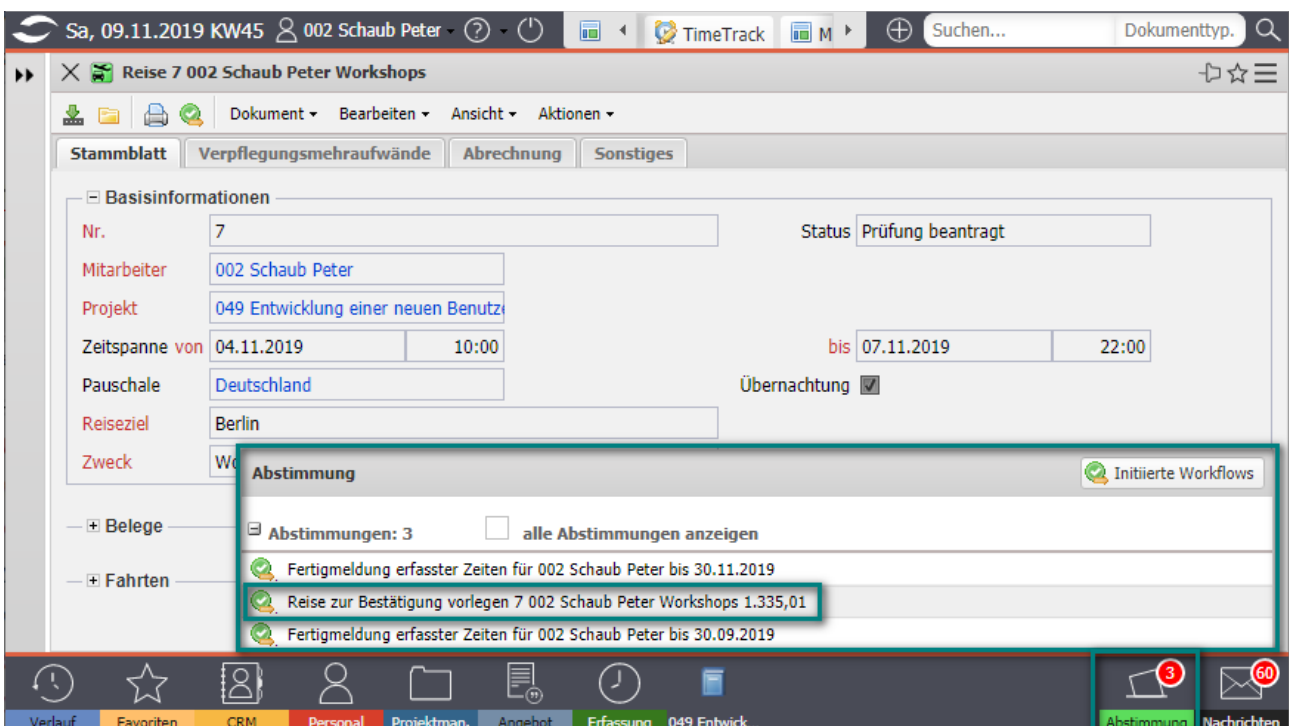 Sa, 09.11.2019 KW45 002 Schaub Peter TimeTrack M Suchen... Dokumenttyp.
Reise 7 002 Schaub Peter Workshops
Dokument Bearbeiten Ansicht Aktionen
Stammblatt Verpflegungsmehraufwände Abrechnung Sonstiges
Basisinformationen
Nr. 7 Status Prüfung beantragt
Mitarbeiter 002 Schaub Peter
Projekt 049 Entwicklung einer neuen Benutze
Zeitspanne von 04.11.2019 10:00 bis 07.11.2019 22:00
Pauschale Deutschland Übernachtung
Reiseziel Berlin
Zweck Wo
Abstimmung Initiierte Workflows
Belege
Abstimmungen: 3 alle Abstimmungen anzeigen
Fertigmeldung erfasster Zeiten für 002 Schaub Peter bis 30.11.2019
Fahrten
Reise zur Bestätigung vorlegen 7 002 Schaub Peter Workshops 1.335,01
Fertigmeldung erfasster Zeiten für 002 Schaub Peter bis 30.09.2019
3 60
Verlauf Favoriten CRM Personal Projektman. Angebot Erfassung 049 Entwick Abstimmung Nachrichten